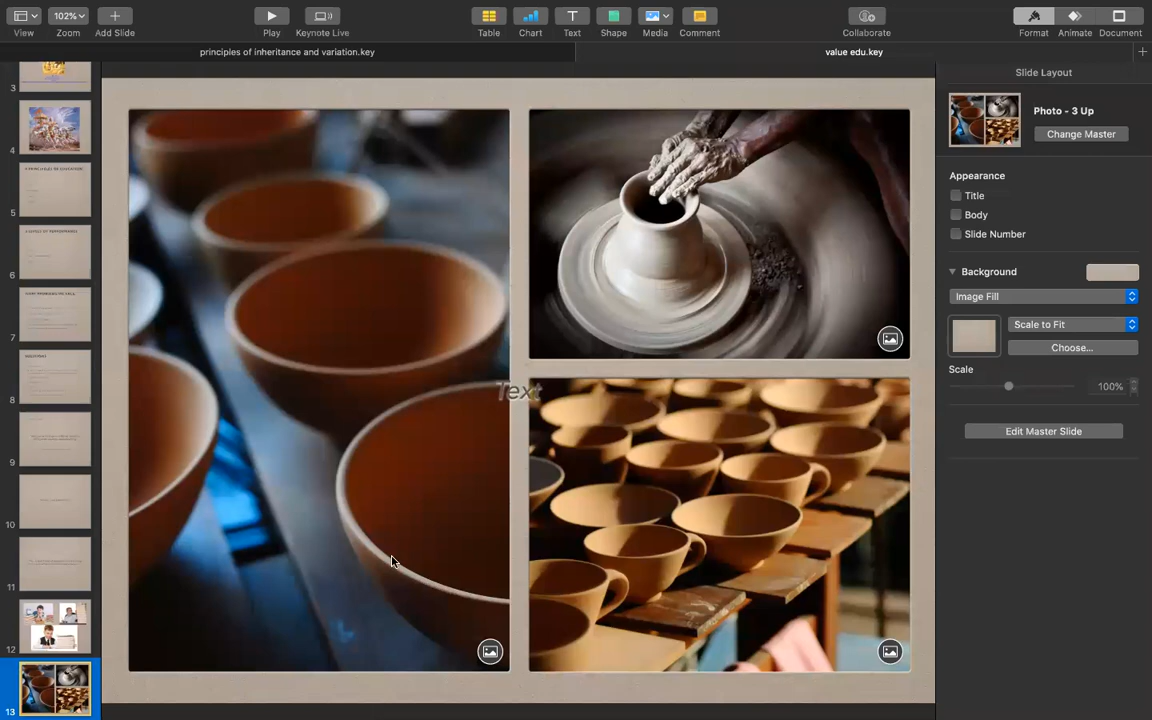 View
102%
Zoom
Add Slide
Play
Keynote Live
Table
Chart
Text
Shape
Media
Comment
Collaborate
Format
Animate
Document
principles of inheritance and variation.key
value edu.key
3
4
5
6
7
8
9
10
11
12
13
Text
Slide Layout
Photo - 3 Up
Change Master
Appearance
Title
Body
Slide Number
Background
Image Fill
Scale to Fit
Choose...
Scale
100%
Edit Master Slide